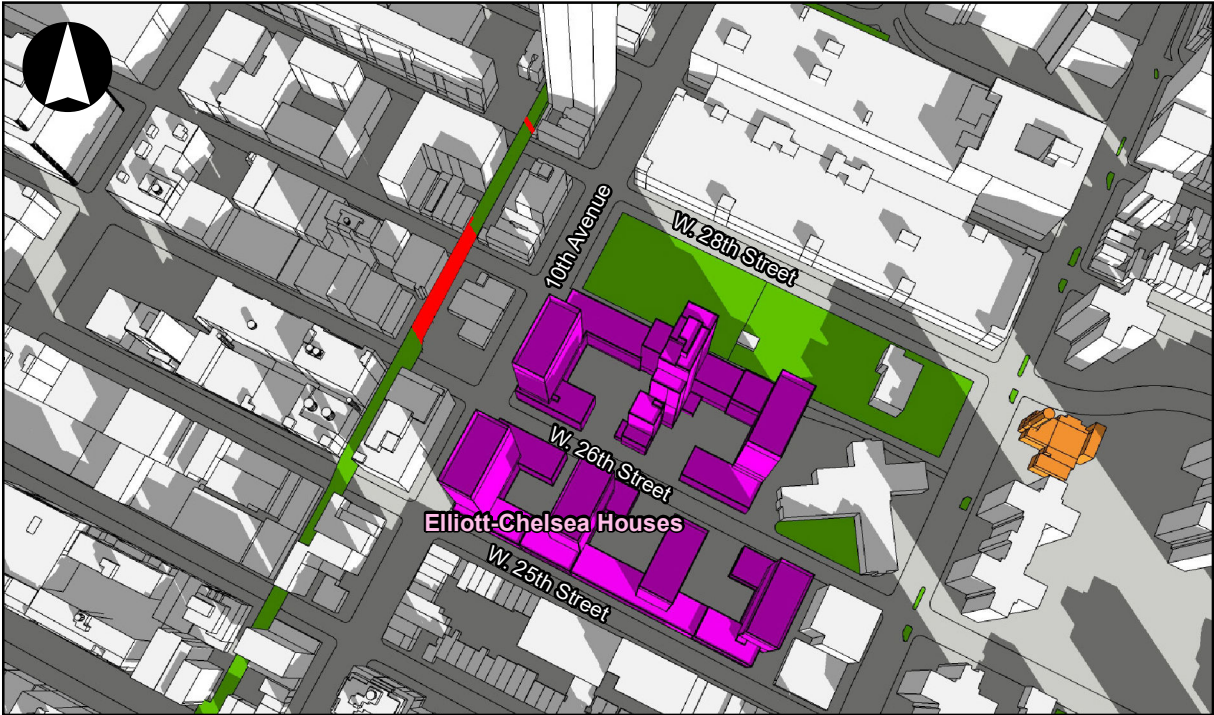 10th Avenue
W. 28th Street
W. 26th Street
Elliott-Chelsea Houses
W. 25th Street